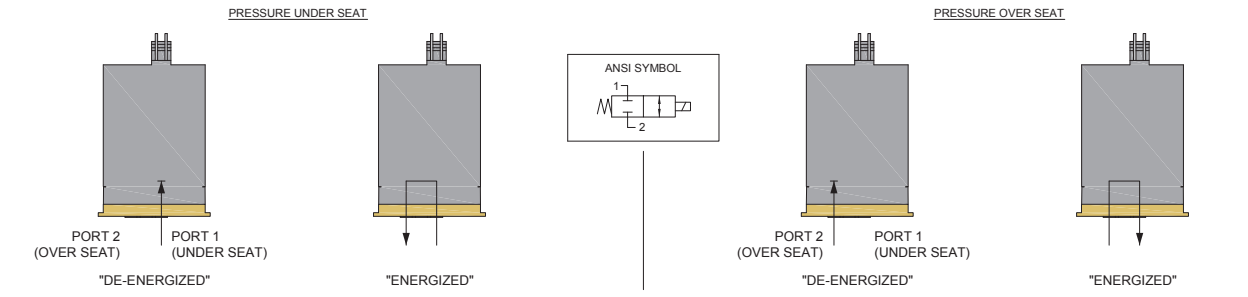 PRESSURE UNDER SEAT
PRESSURE OVER SEAT
ANSI SYMBOL
1
2
PORT 2
(OVER SEAT)
PORT 1
(UNDER SEAT)
PORT 2
(OVER SEAT)
PORT 1
(UNDER SEAT)
"DE-ENERGIZED"
"ENERGIZED"
"DE-ENERGIZED"
"ENERGIZED"